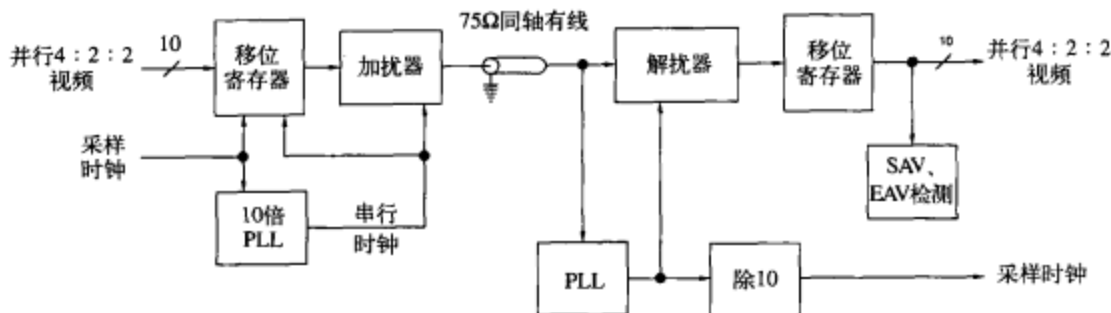 75Ω同轴有线
并行4：2：2
视频
10
移位
寄存器
加扰器
解扰器
移位
寄存器
10
并行4：2：2
视频
采样
时钟
SAV、
EAV检测
10倍
PLL
串行
时钟
PLL
除10
采样时钟